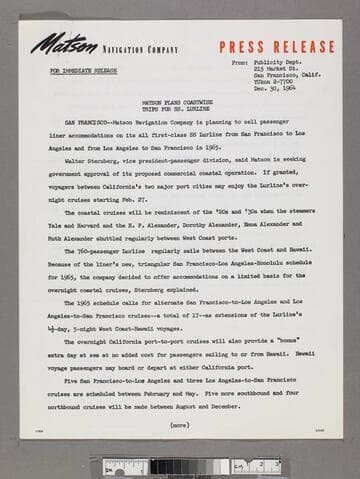 Matson NAVIGATION COMPANY PRESS RELEASE
FOR IMMEDIATE RELEASE
From: Publicity Dept.
215 Market St.
San Francisco, Calif.
YUkon 2-7700
Dec. 30, 1964
MATSON PLANS COASTWISE
TRIPS FOR SS. LURLINE
SAN FRANCISCO--Matson Navigation Company is planning to sell passenger
liner accommodations on its all first-class SS Lurline from San Francisco to Los
Angeles and from Los Angeles to San Francisco in 1965.
Walter Sternberg, vice president-passenger division, said Matson is seeking
government approval of its proposed commercial coastal operation. If granted,
voyagers between California's two major port cities may enjoy the Lurline's over-
night cruises starting Feb. 27.
The coastal cruises will be reminiscent of the '20s and '30s when the steamers
Yale and Harvard and the H. F. Alexander, Dorothy Alexander, Emma Alexander and
Ruth Alexander shuttled regularly between West Coast ports.
The 760-passenger Lurline regularly sails between the West Coast and Hawaii.
Because of the liner's new, triangular San Francisco-Los Angeles-Honolulu schedule
for 1965, the company decided to offer accommodations on a limited basis for the
overnight coastal cruises, Sternberg explained.
The 1965 schedule calls for alternate San Francisco-to-Los Angeles and Los
Angeles-to-San Francisco cruises--a total of 17--as extensions of the Lurline's
4½-day, 5-night West Coast-Hawaii voyages.
The overnight California port-to-port cruises will also provide a "bonus"
extra day at sea at no added cost for passengers sailing to or from Hawaii. Hawaii
voyage passengers may board or depart at either California port.
Five San Francisco-to-Los Angeles and three Los Angeles-to-San Francisco
cruises are scheduled between February and May. Five more southbound and four
northbound cruises will be made between August and December.
(more)